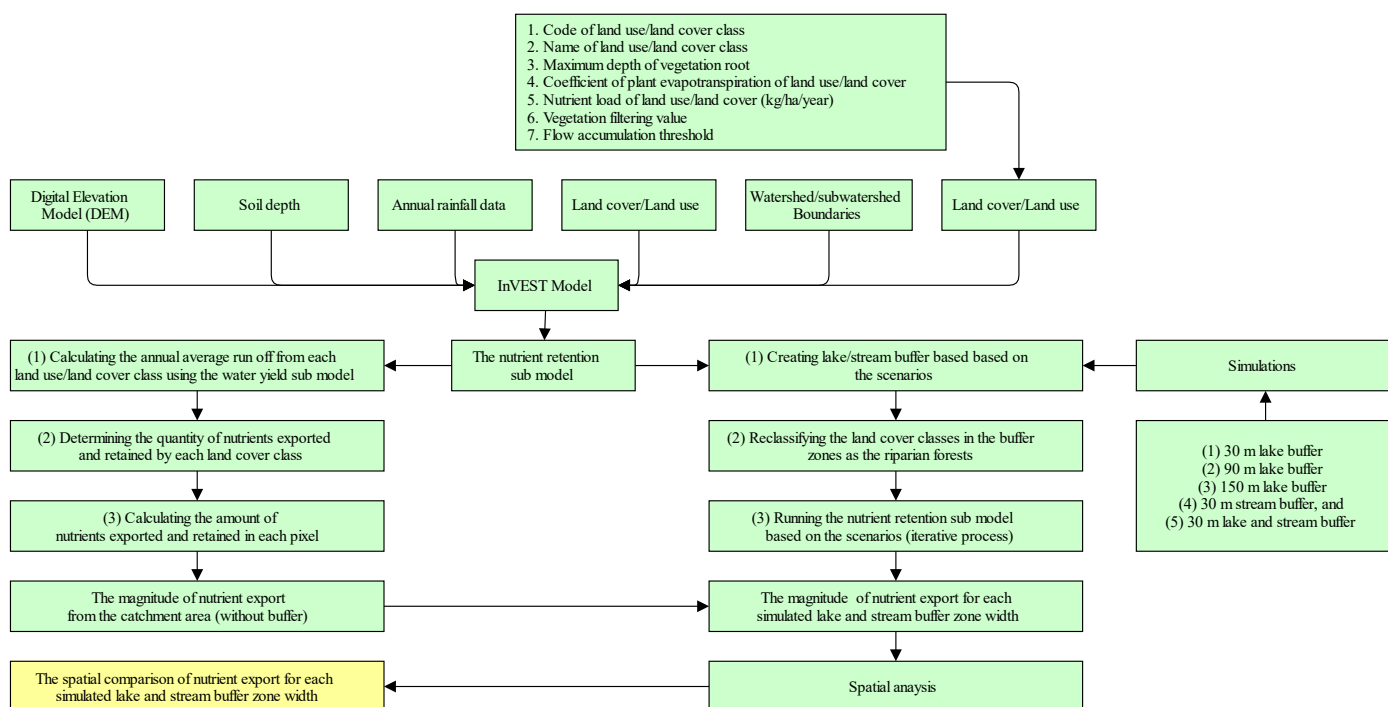 1. Code of land use/land cover class
2. Name of land use/land cover class
3. Maximum depth of vegetation root
4. Coefficient of plant evapotranspiration of land use/land cover
5. Nutrient load of land use/land cover (kg/ha/year)
6. Vegetation filtering value
7. Flow accumulation threshold
Digital Elevation
Model (DEM)
Soil depth
Annual rainfall data
Land cover/Land use
Watershed/subwatershed
Boundaries
Land cover/Land use
InVEST Model
(1) Calculating the annual average run off from each
land use/land cover class using the water yield sub model
The nutrient retention
sub model
(1) Creating lake/stream buffer based based on
the scenarios
Simulations
(2) Determining the quantity of nutrients exported
and retained by each land cover class
(2) Reclassifying the land cover classes in the buffer
zones as the riparian forests
(1) 30 m lake buffer
(2) 90 m lake buffer
(3) 150 m lake buffer
(4) 30 m stream buffer, and
(5) 30 m lake and stream buffer
(3) Calculating the amount of
nutrients exported and retained in each pixel
(3) Running the nutrient retention sub model
based on the scenarios (iterative process)
The magnitude of nutrient export
from the catchment area (without buffer)
The magnitude of nutrient export for each
simulated lake and stream buffer zone width
The spatial comparison of nutrient export for each
simulated lake and stream buffer zone width
Spatial anaysis